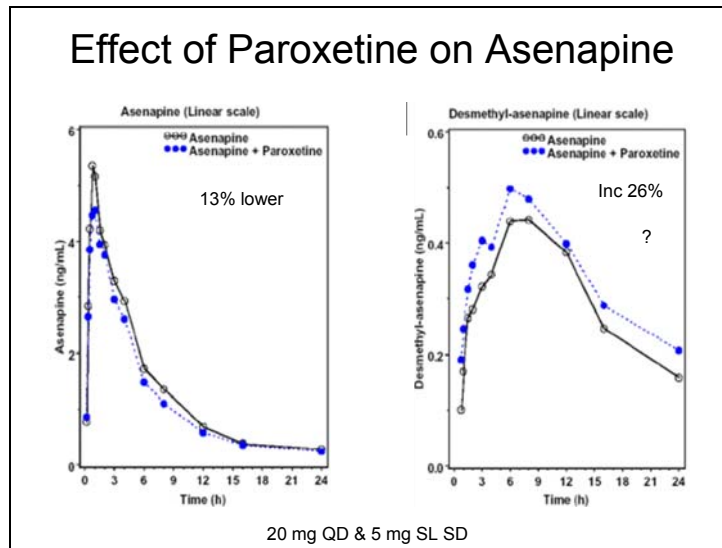 Effect of Paroxetine on Asenapine
Asenapine (Linear scale)
Asenapine
Asenapine + Paroxetine
13% lower
Asenapine (ng/mL)
6
4
2
0
0 3 6 9 12 15 18 21 24
Time (h)
Desmethyl-asenapine (Linear scale)
Asenapine
Asenapine + Paroxetine
Inc 26%
?
Desmethyl-asenapine (ng/mL)
0.6
0.4
0.2
0.0
0 3 6 9 12 15 18 21 24
Time (h)
20 mg QD & 5 mg SL SD